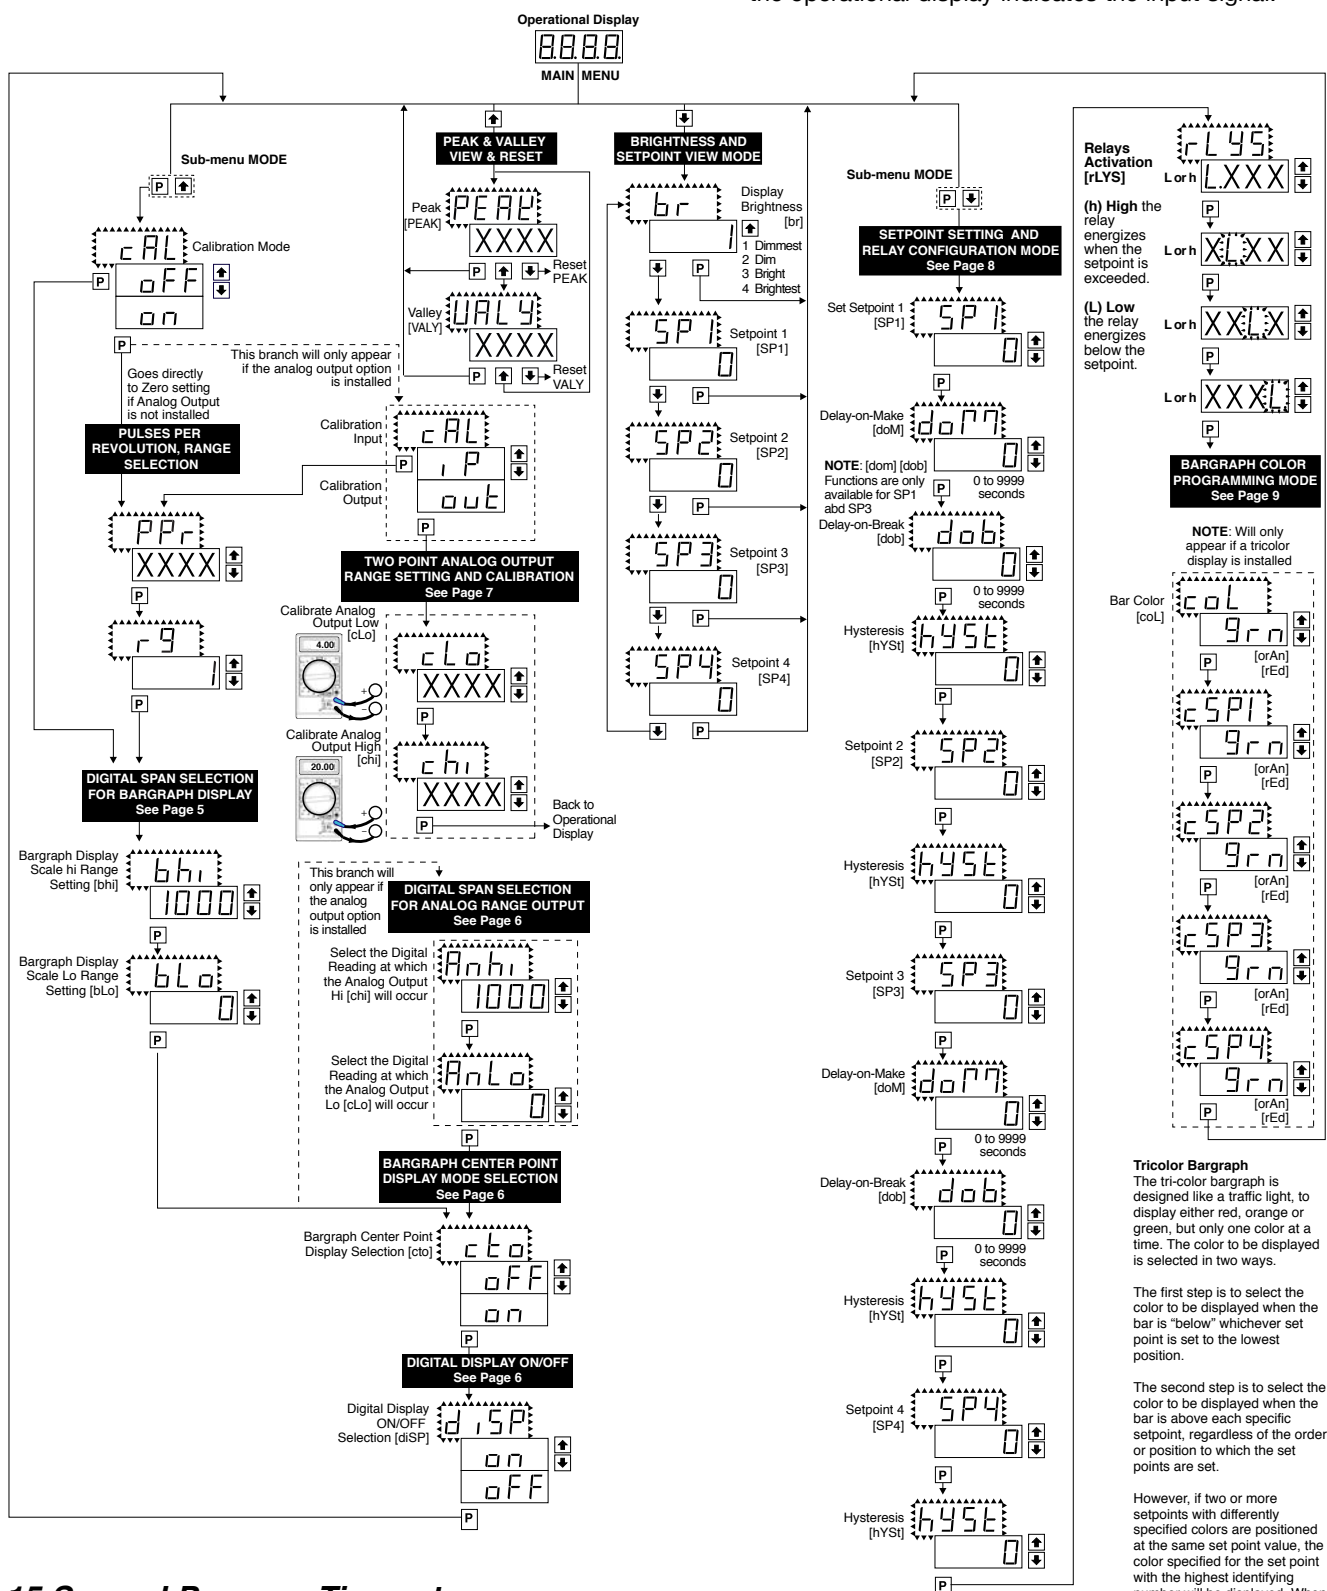 the operational display indicates the input signal.
Operational Display
8.8.8.8.
MAIN MENU
Sub-menu MODE
P
cAL
Calibration Mode
P
oFF
on
P
This branch will only appear
if the analog output option
is installed
Goes directly
to Zero setting
if Analog Output
is not installed
PULSES PER
REVOLUTION, RANGE
SELECTION
PPr
XXXX
P
rg
1
P
DIGITAL SPAN SELECTION
FOR BARGRAPH DISPLAY
See Page 5
Bargraph Display
Scale hi Range
Setting [bhi]
bhi
1000
P
Bargraph Display
Scale Lo Range
Setting [bLo]
bLo
0
P
PEAK & VALLEY
VIEW & RESET
Peak
[PEAK]
PEAK
XXXX
P
Reset
PEAK
Valley
[VALY]
VALY
XXXX
P
Reset
VALY
Calibration
Input
cAL
P
iP
Calibration
Output
out
P
TWO POINT ANALOG OUTPUT
RANGE SETTING AND CALIBRATION
See Page 7
Calibrate Analog
Output Low
[cLo]
4.00
+
–
cLo
XXXX
P
Calibrate Analog
Output High
[chi]
20.00
+
–
chi
XXXX
P
Back to
Operational
Display
This branch will
only appear if
the analog
output option
is installed
DIGITAL SPAN SELECTION
FOR ANALOG RANGE OUTPUT
See Page 6
Select the Digital
Reading at which
the Analog Output
Hi [chi] will occur
Anhi
1000
P
Select the Digital
Reading at which
the Analog Output
Lo [cLo] will occur
AnLo
0
P
BARGRAPH CENTER POINT
DISPLAY MODE SELECTION
See Page 6
Bargraph Center Point
Display Selection [cto]
cto
oFF
on
P
DIGITAL DISPLAY ON/OFF
See Page 6
Digital Display
ON/OFF
Selection [diSP]
diSP
on
oFF
P
BRIGHTNESS AND
SETPOINT VIEW MODE
br
1
Display
Brightness
[br]
1 Dimmest
2 Dim
3 Bright
4 Brightest
P
SP1
0
Setpoint 1
[SP1]
P
SP2
0
Setpoint 2
[SP2]
P
SP3
0
Setpoint 3
[SP3]
P
SP4
0
Setpoint 4
[SP4]
P
Sub-menu MODE
P
SETPOINT SETTING AND
RELAY CONFIGURATION MODE
See Page 8
Set Setpoint 1
[SP1]
SP1
0
P
Delay-on-Make
[doM]
doM
0
0 to 9999
seconds
NOTE: [dom] [dob]
Functions are only
available for SP1
abd SP3
P
Delay-on-Break
[dob]
dob
0
0 to 9999
seconds
P
Hysteresis
[hYSt]
hYSt
0
P
Setpoint 2
[SP2]
SP2
0
P
Hysteresis
[hYSt]
hYSt
0
P
Setpoint 3
[SP3]
SP3
0
P
Delay-on-Make
[doM]
doM
0
0 to 9999
seconds
P
Delay-on-Break
[dob]
dob
0
0 to 9999
seconds
P
Hysteresis
[hYSt]
hYSt
0
P
Setpoint 4
[SP4]
SP4
0
P
Hysteresis
[hYSt]
hYSt
0
P
Relays
Activation
[rLYS]
(h) High the
relay
energizes
when the
setpoint is
exceeded.
(L) Low
the relay
energizes
below the
setpoint.
rLYS
L or h
L.XXX
P
L or h
XLXX
P
L or h
XXLX
P
L or h
XXXL
P
BARGRAPH COLOR
PROGRAMMING MODE
See Page 9
NOTE: Will only
appear if a tricolor
display is installed
Bar Color
[coL]
coL
grn
[orAn]
[rEd]
P
cSP1
grn
[orAn]
[rEd]
P
cSP2
grn
[orAn]
[rEd]
P
cSP3
grn
[orAn]
[rEd]
P
cSP4
grn
[orAn]
[rEd]
P
Tricolor Bargraph
The tri-color bargraph is
designed like a traffic light, to
display either red, orange or
green, but only one color at a
time. The color to be displayed
is selected in two ways.
The first step is to select the
color to be displayed when the
bar is “below” whichever set
point is set to the lowest
position.
The second step is to select the
color to be displayed when the
bar is above each specific
setpoint, regardless of the order
or position to which the set
points are set.
However, if two or more
setpoints with differently
specified colors are positioned
at the same set point value, the
color specified for the set point
with the highest identifying
number will be displayed. When